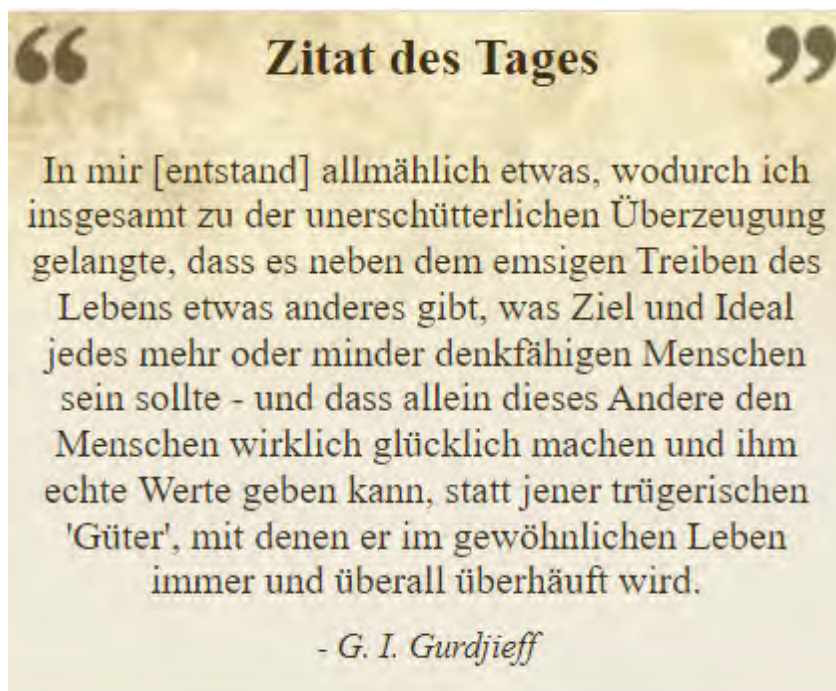 “ Zitat des Tages ”
In mir [entstand] allmählich etwas, wodurch ich
insgesamt zu der unerschütterlichen Überzeugung
gelangte, dass es neben dem emsigen Treiben des
Lebens etwas anderes gibt, was Ziel und Ideal
jedes mehr oder minder denkfähigen Menschen
sein sollte - und dass allein dieses Andere den
Menschen wirklich glücklich machen und ihm
echte Werte geben kann, statt jener trügerischen
'Güter', mit denen er im gewöhnlichen Leben
immer und überall überhäuft wird.
- G. I. Gurdjieff